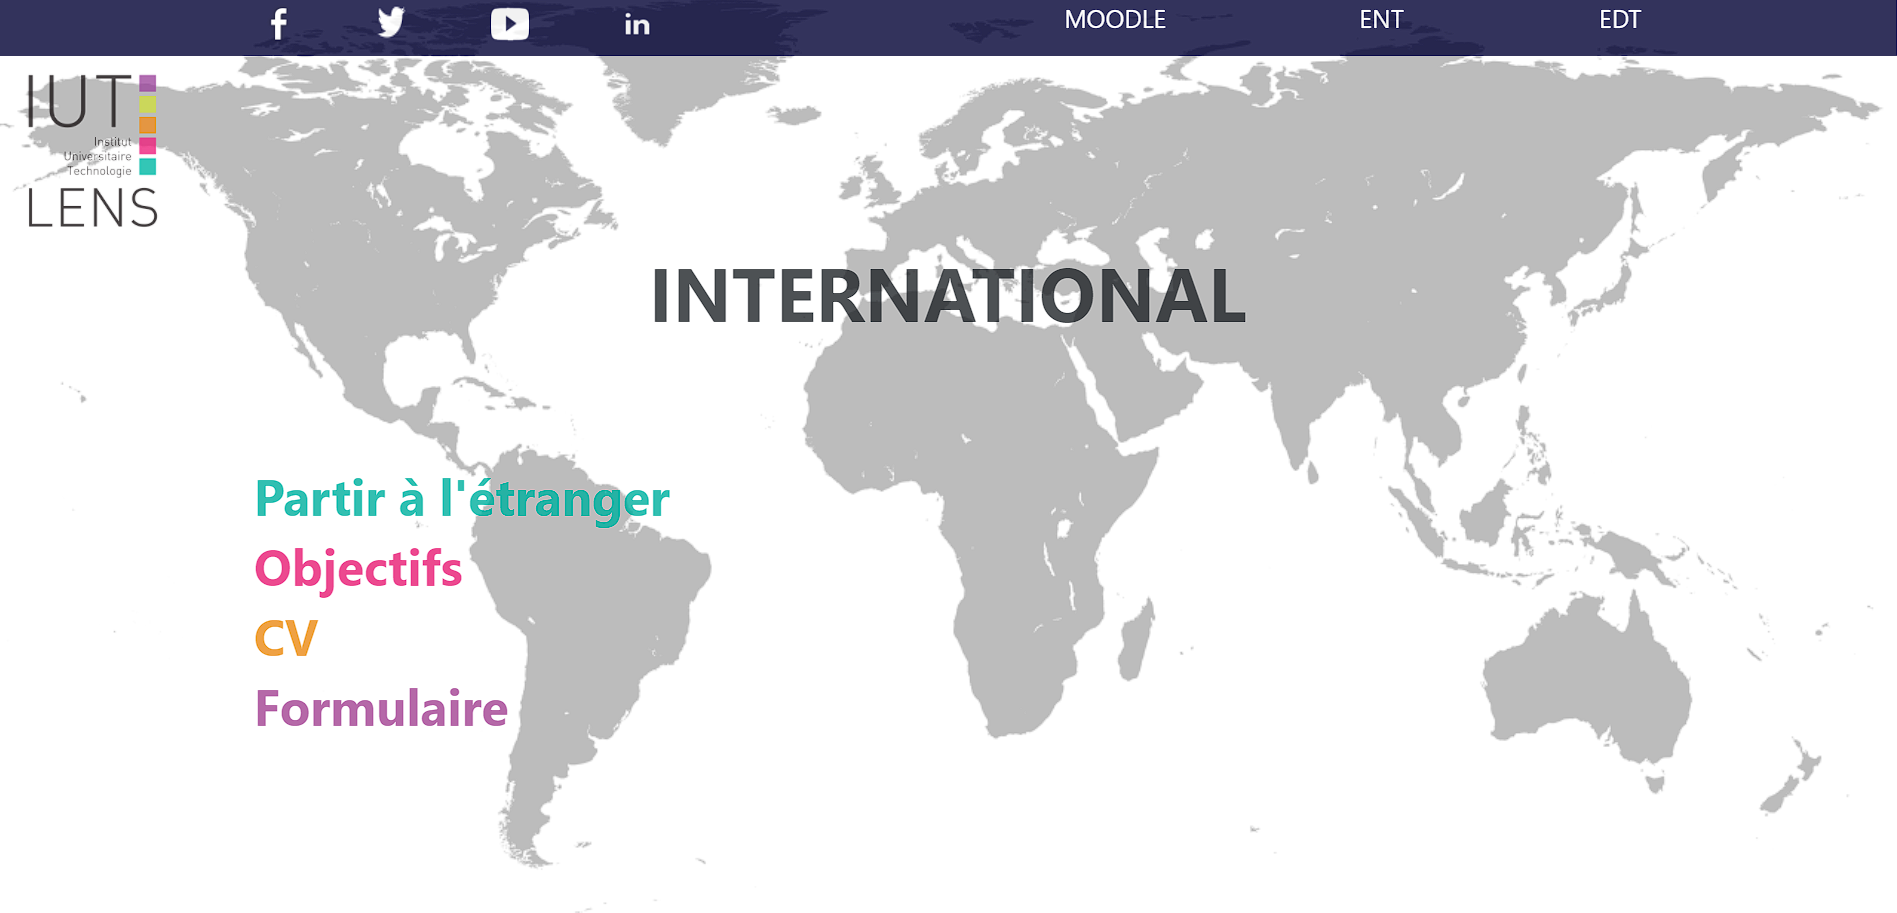 MOODLE ENT EDT
IUT
Institut
Universitaire
Technologie
LENS
INTERNATIONAL
Partir à l'étranger
Objectifs
CV
Formulaire